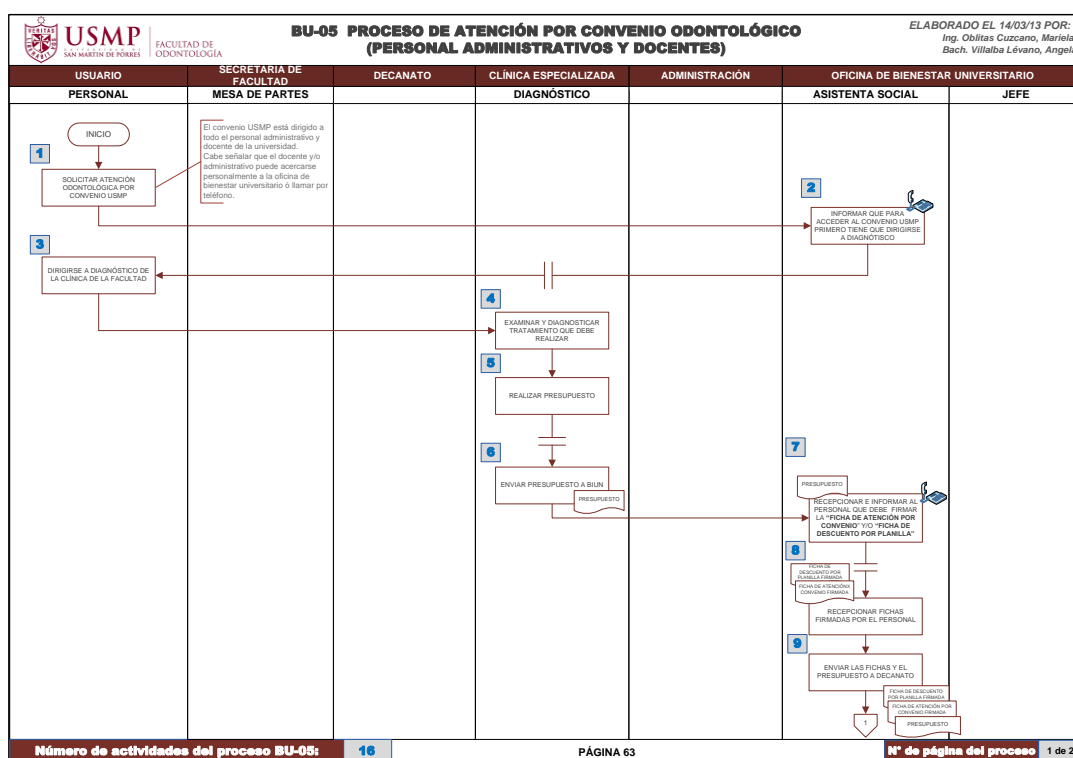 USMP
UNIVERSIDAD DE
SAN MARTIN DE PORRES
FACULTAD DE
ODONTOLOGÍA
BU-05 PROCESO DE ATENCIÓN POR CONVENIO ODONTOLÓGICO
(PERSONAL ADMINISTRATIVOS Y DOCENTES)
ELABORADO EL 14/03/13 POR:
Ing. Oblitas Cuzcano, Mariela
Bach. Villalba Lévano, Angela
USUARIO
SECRETARIA DE
FACULTAD
DECANATO
CLÍNICA ESPECIALIZADA
ADMINISTRACIÓN
OFICINA DE BIENESTAR UNIVERSITARIO
PERSONAL
MESA DE PARTES
DIAGNÓSTICO
ASISTENTA SOCIAL
JEFE
INICIO
1
SOLICITAR ATENCIÓN
ODONTOLÓGICA POR
CONVENIO USMP
El convenio USMP está dirigido a
todo el personal administrativo y
docente de la universidad.
Cabe señalar que el docente y/o
administrativo puede acercarse
personalmente a la oficina de
bienestar universitario ó llamar por
teléfono.
2
INFORMAR QUE PARA
ACCEDER AL CONVENIO USMP
PRIMERO TIENE QUE DIRIGIRSE
A DIAGNÓTISCO
3
DIRIGIRSE A DIAGNÓSTICO DE
LA CLÍNICA DE LA FACULTAD
4
EXAMINAR Y DIAGNOSTICAR
TRATAMIENTO QUE DEBE
REALIZAR
5
REALIZAR PRESUPUESTO
6
ENVIAR PRESUPUESTO A BIUN
PRESUPUESTO
7
PRESUPUESTO
RECEPCIONAR E INFORMAR AL
PERSONAL QUE DEBE FIRMAR
LA "FICHA DE ATENCIÓN POR
CONVENIO" Y/O "FICHA DE
DESCUENTO POR PLANILLA"
8
FICHA DE
DESCUENTO POR
PLANILLA FIRMADA
FICHA DE ATENCIÓNX
CONVENIO FIRMADA
RECEPCIONAR FICHAS
FIRMADAS POR EL PERSONAL
9
ENVIAR LAS FICHAS Y EL
PRESUPUESTO A DECANATO
FICHA DE DESCUENTO
POR PLANILLA FIRMADA
FICHA DE ATENCIÓN POR
CONVENIO FIRMADA
PRESUPUESTO
1
Número de actividades del proceso BU-05:
16
PÁGINA 63
N° de página del proceso
1 de 2